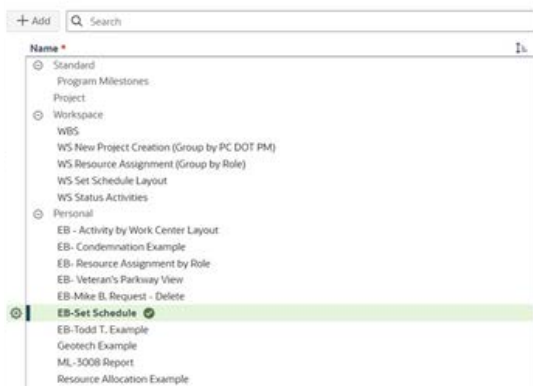 + Add Search
Name *
Standard
Program Milestones
Project
Workspace
WBS
WS New Project Creation (Group by PC DOT PM)
WS Resource Assignment (Group by Role)
WS Set Schedule Layout
WS Status Activities
Personal
EB - Activity by Work Center Layout
EB- Condemnation Example
EB- Resource Assignment by Role
EB- Veteran's Parkway View
EB-Mike B. Request - Delete
EB-Set Schedule
EB-Todd T. Example
Geotech Example
ML-3008 Report
Resource Allocation Example